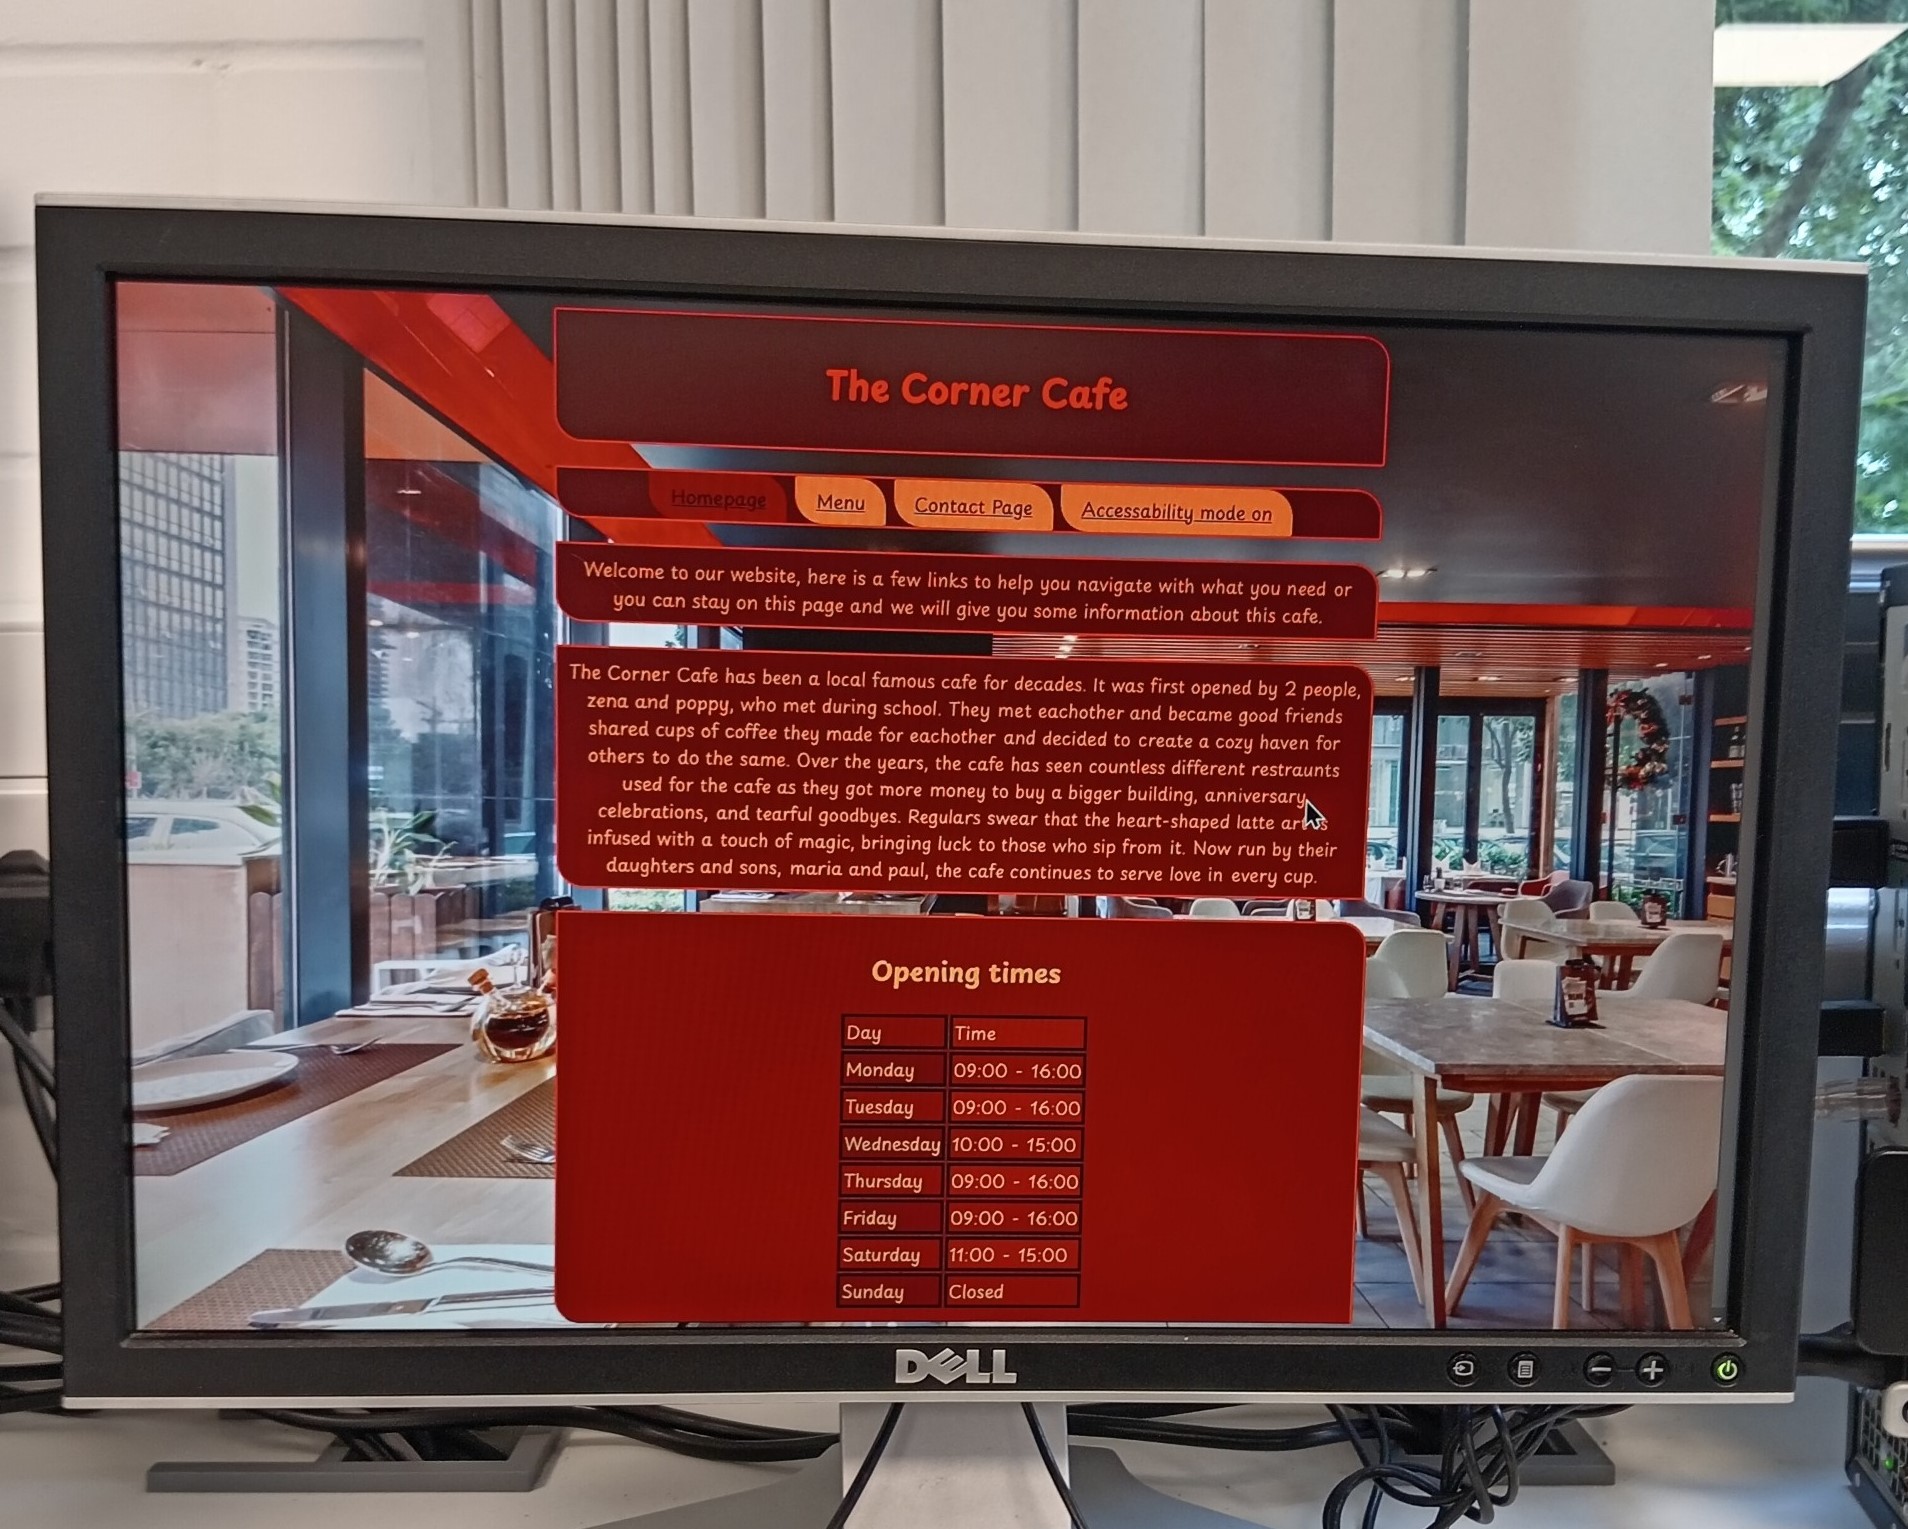 The Corner Cafe
Homepage Menu Contact Page Accessability mode on
Welcome to our website, here is a few links to help you navigate with what you need or
you can stay on this page and we will give you some information about this cafe.
The Corner Cafe has been a local famous cafe for decades. It was first opened by 2 people,
zena and poppy, who met during school. They met eachother and became good friends
shared cups of coffee they made for eachother and decided to create a cozy haven for
others to do the same. Over the years, the cafe has seen countless different restraunts
used for the cafe as they got more money to buy a bigger building, anniversary
celebrations, and tearful goodbyes. Regulars swear that the heart-shaped latte
infused with a touch of magic, bringing luck to those who sip from it. Now run by their
daughters and sons, maria and paul, the cafe continues to serve love in every cup.
Opening times
Day Time
Monday 09:00 - 16:00
Tuesday 09:00 - 16:00
Wednesday 10:00 - 15:00
Thursday 09:00 - 16:00
Friday 09:00 - 16:00
Saturday 11:00 - 15:00
Sunday Closed
DELL